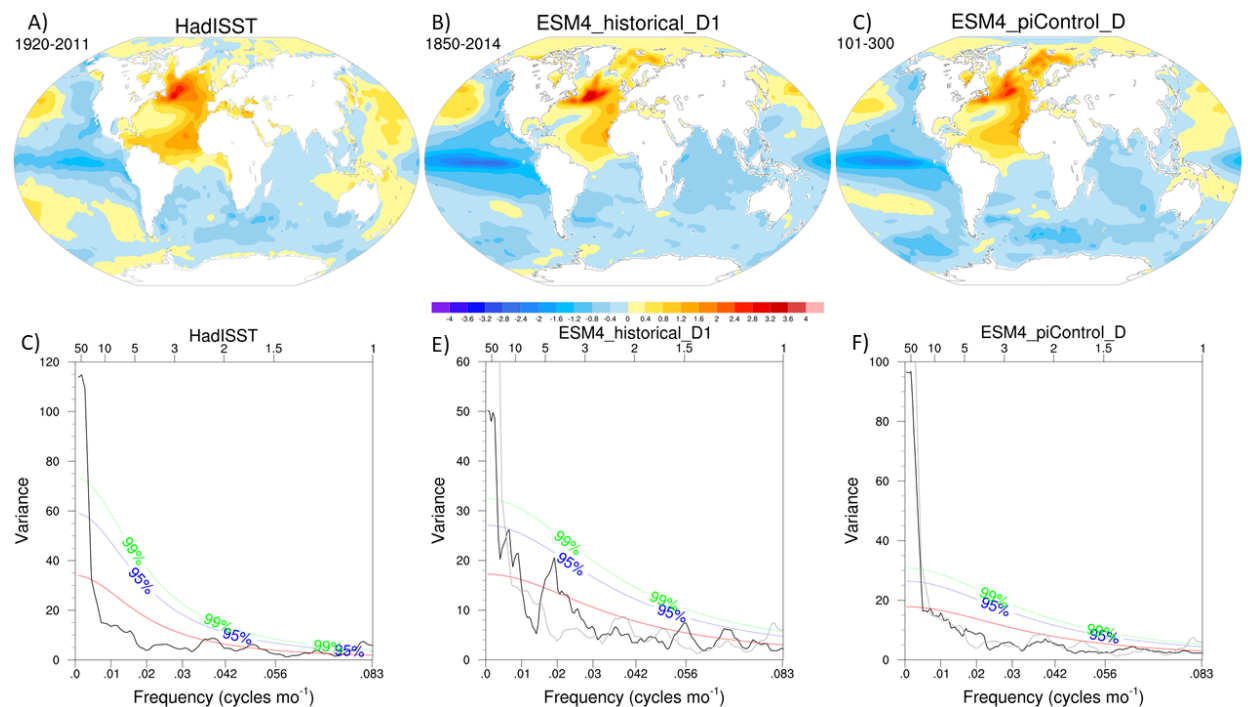 A) HadISST
1920-2011
B) ESM4_historical_D1
1850-2014
C) ESM4_piControl_D
101-300
-4 -3.6 -3.2 -2.8 -2.4 -2 -1.6 -1.2 -0.8 -0.4 0 0.4 0.8 1.2 1.6 2 2.4 2.8 3.2 3.6 4
C) HadISST
50 10 5 3 2 1.5 1
120
100
80
60
40
20
0
Variance
99%
95%
99%
95%
99%
95%
.0 .01 .02 .03 .042 .056 .083
Frequency (cycles mo-1)
E) ESM4_historical_D1
50 10 5 3 2 1.5 1
60
50
40
30
20
10
0
Variance
99%
95%
99%
95%
.0 .01 .02 .03 .042 .056 .083
Frequency (cycles mo-1)
F) ESM4_piControl_D
50 10 5 3 2 1.5 1
100
80
60
40
20
0
Variance
99%
95%
99%
95%
.0 .01 .02 .03 .042 .056 .083
Frequency (cycles mo-1)